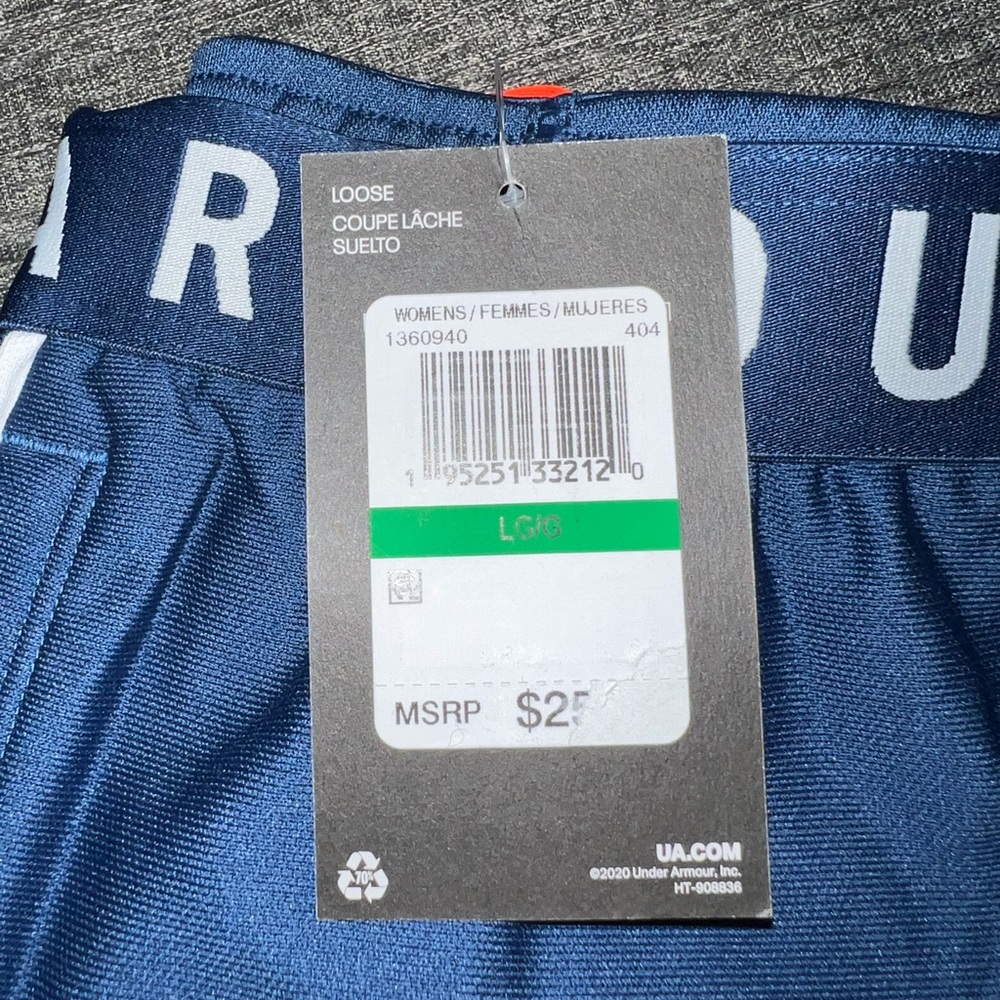 R
U
LOOSE
COUPE LÂCHE
SUELTO
WOMENS/FEMMES/MUJERES
1360940 404
1 95251 33212 0
LG/G
MSRP
70%
UA.COM
©2020 Under Armour, Inc.
HT-908836